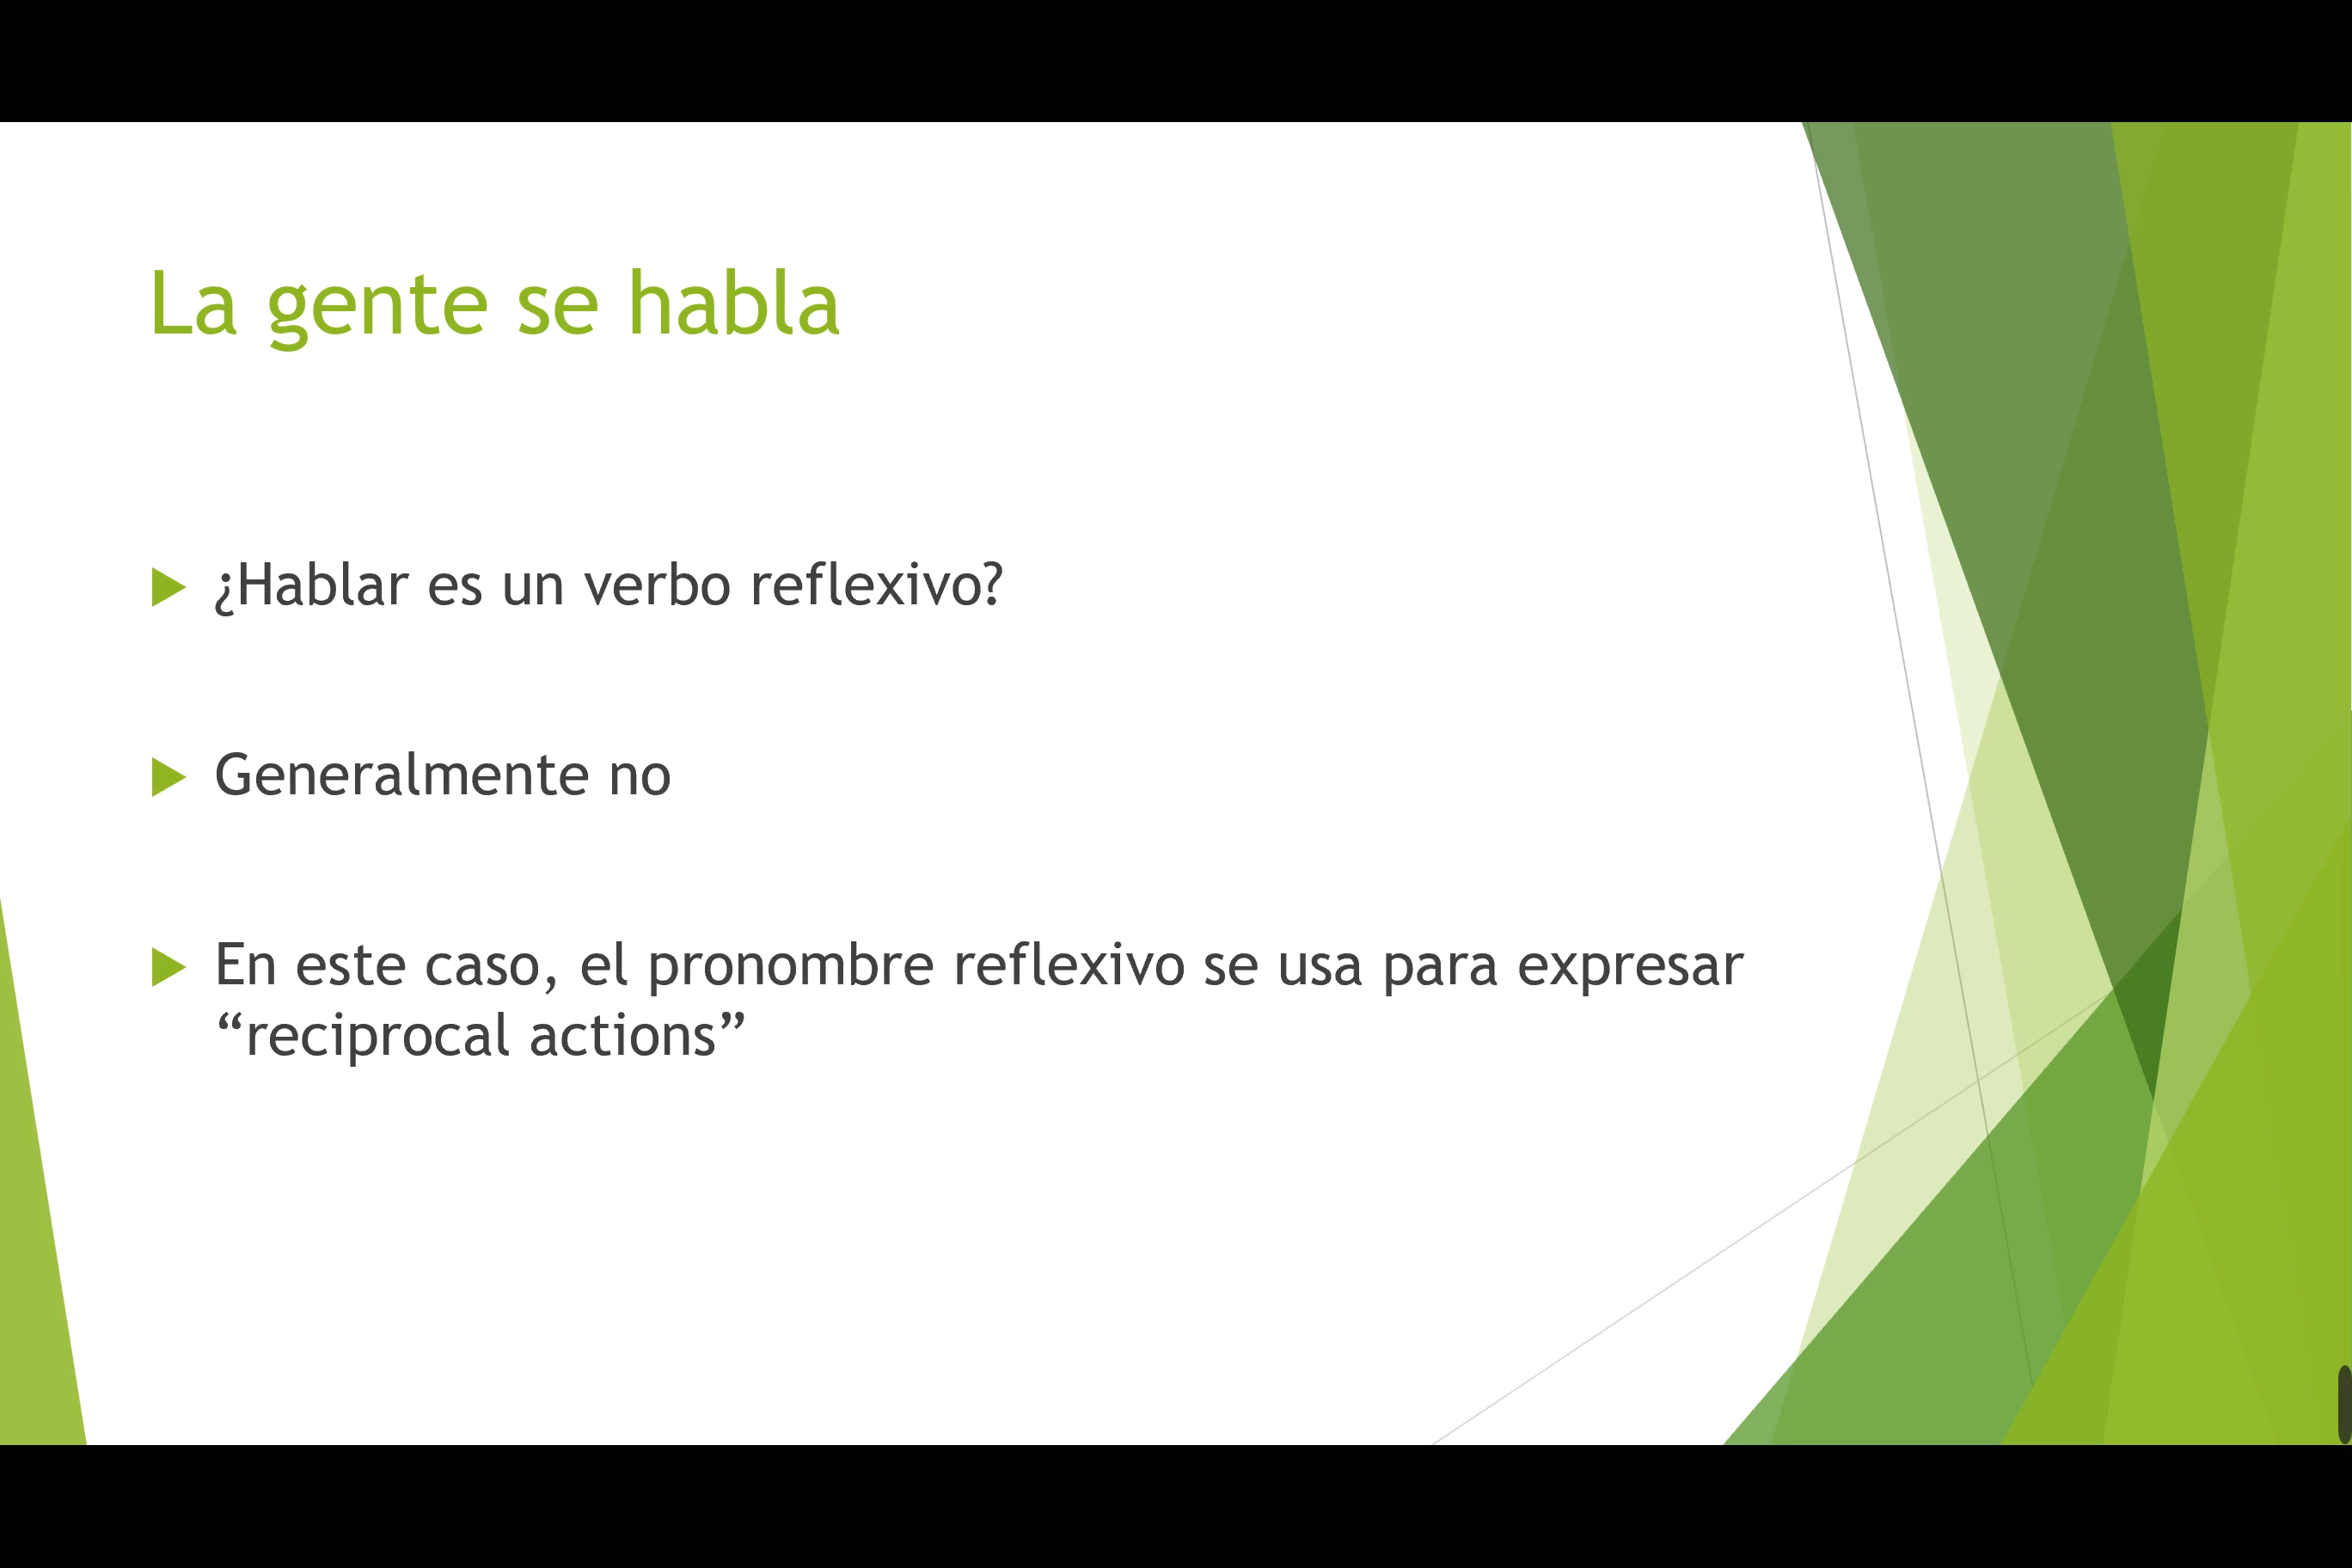 La gente se habla
¿Hablar es un verbo reflexivo?
Generalmente no
En este caso, el pronombre reflexivo se usa para expresar
“reciprocal actions”